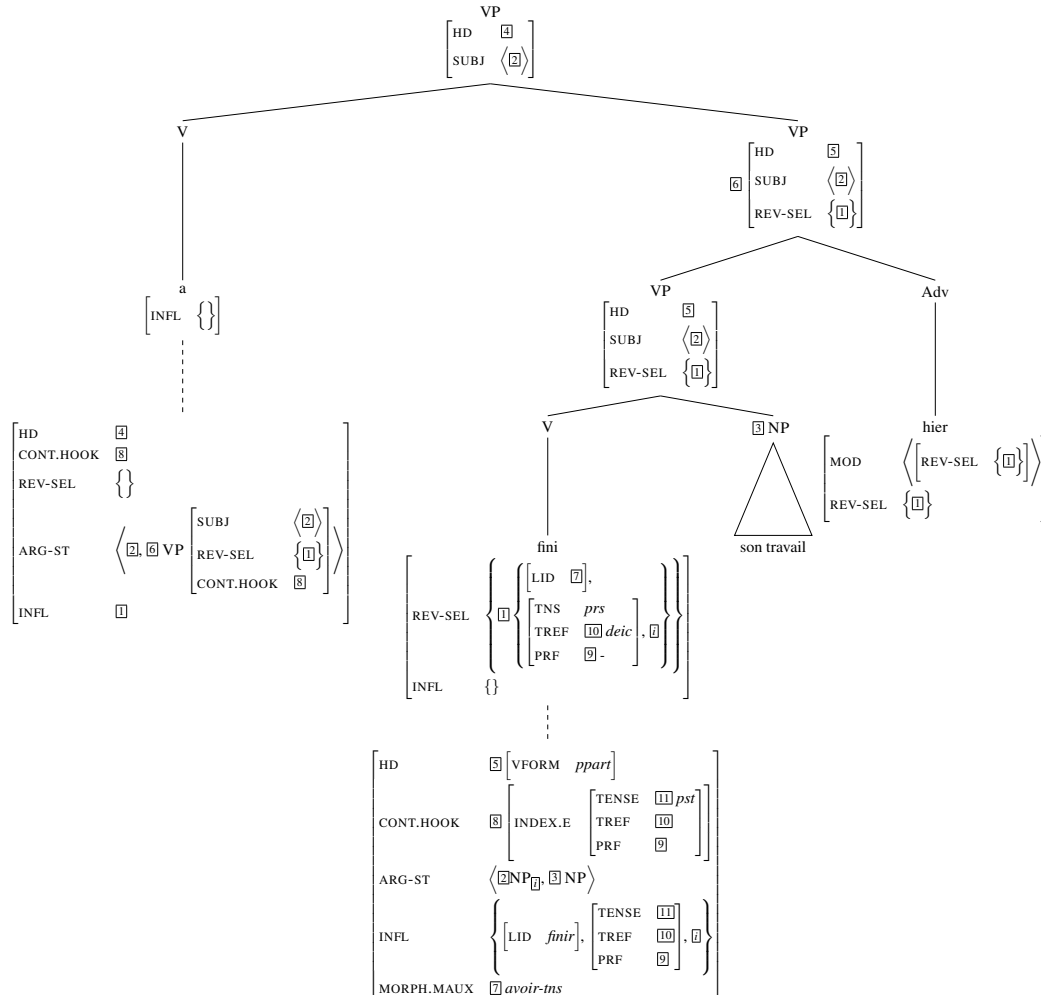 VP
HD 4
SUBJ ⟨2⟩
V
VP
6
HD 5
SUBJ ⟨2⟩
REV-SEL {1}
a
INFL {}
VP
HD 5
SUBJ ⟨2⟩
REV-SEL {1}
Adv
HD 4
CONT.HOOK 8
REV-SEL {}
ARG-ST ⟨2, 6 VP
SUBJ ⟨2⟩
REV-SEL {1}
CONT.HOOK 8
⟩
INFL 1
V
3 NP
hier
MOD ⟨[REV-SEL {1}]⟩
REV-SEL {1}
fini
son travail
REV-SEL {1{[LID 7],
TNS prs
TREF 10 deic
PRF 9 -
, i}}
INFL {}
HD 5 [VFORM ppart]
CONT.HOOK 8 [INDEX.E
TENSE 11 pst
TREF 10
PRF 9
]
ARG-ST ⟨2NPi, 3 NP⟩
INFL {[LID finir],
TENSE 11
TREF 10
PRF 9
, i}
MORPH.MAUX 7 avoir-tns